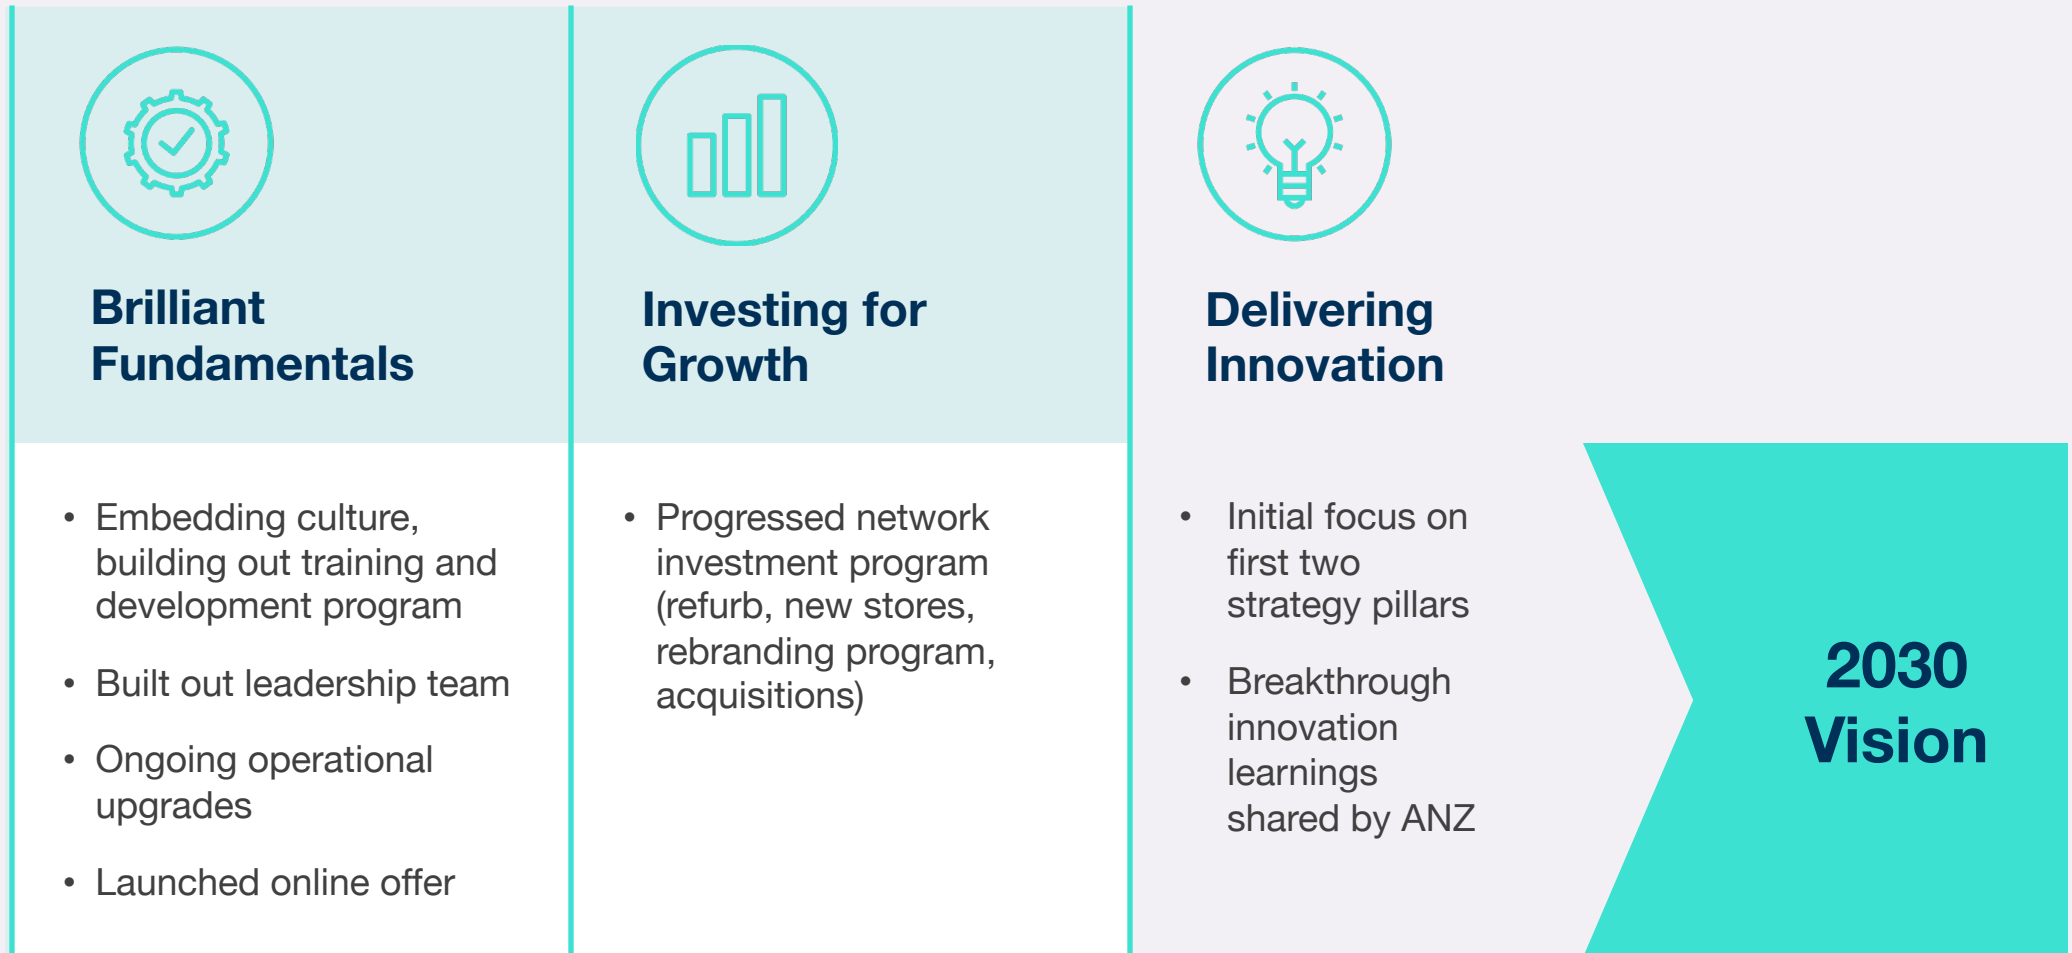 Brilliant
Fundamentals
• Embedding culture,
building out training and
development program
• Built out leadership team
• Ongoing operational
upgrades
• Launched online offer
Investing for
Growth
• Progressed network
investment program
(refurb, new stores,
rebranding program,
acquisitions)
Delivering
Innovation
• Initial focus on
first two
strategy pillars
• Breakthrough
innovation
learnings
shared by ANZ
2030
Vision